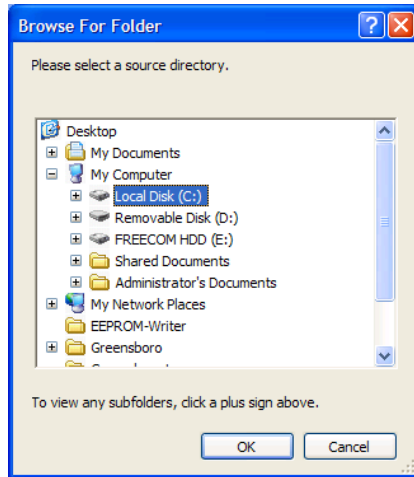 Browse For Folder
Please select a source directory.
Desktop
My Documents
My Computer
Local Disk (C:)
Removable Disk (D:)
FREECOM HDD (E:)
Shared Documents
Administrator's Documents
My Network Places
EEPROM-Writer
Greensboro
To view any subfolders, click a plus sign above.
OK Cancel